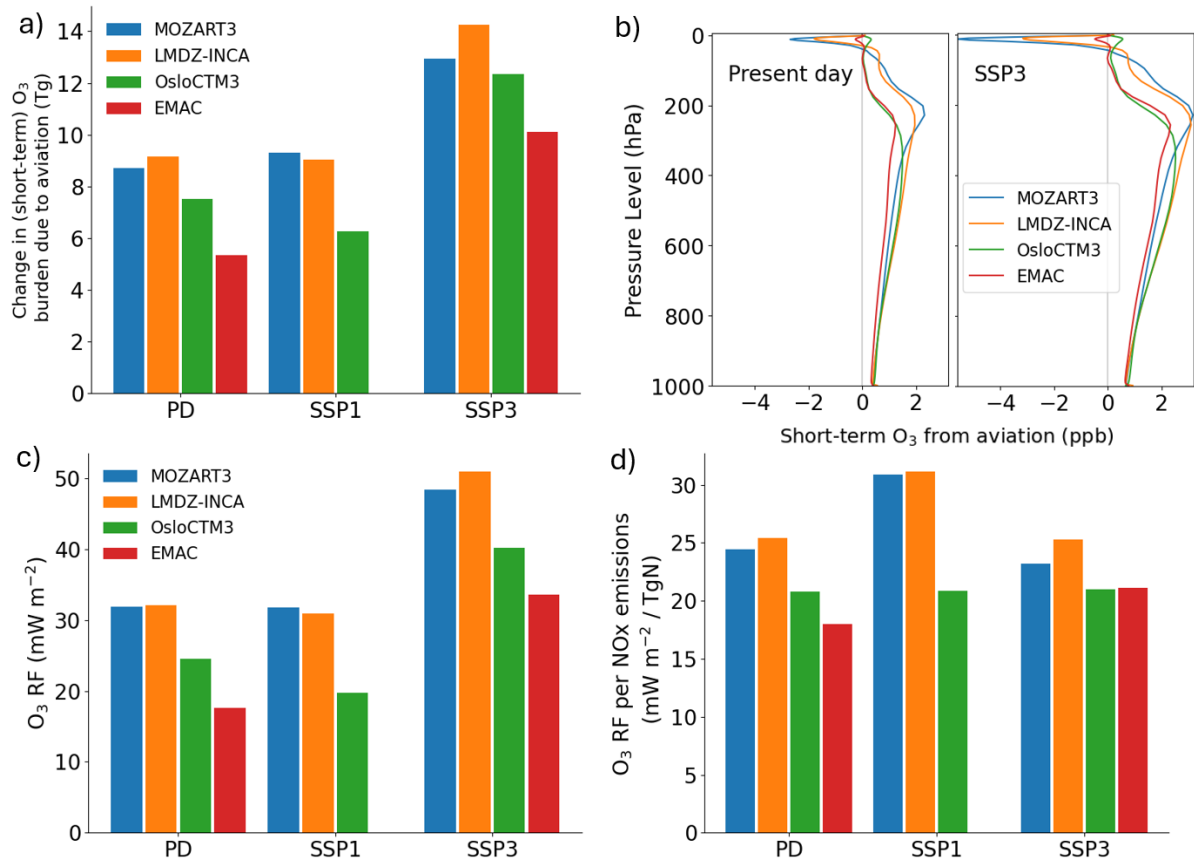 a)
MOZART3
LMDZ-INCA
OsloCTM3
EMAC
Change in (short-term) O₃
burden due to aviation (Tg)
14
12
10
8
6
4
2
0
PD SSP1 SSP3
b)
Present day
SSP3
Pressure Level (hPa)
0
200
400
600
800
1000
MOZART3
LMDZ-INCA
OsloCTM3
EMAC
−4 −2 0 2 −4 −2 0 2
Short-term O₃ from aviation (ppb)
c)
MOZART3
LMDZ-INCA
OsloCTM3
EMAC
O₃ RF (mW m⁻²)
50
40
30
20
10
0
PD SSP1 SSP3
d)
O₃ RF per NOx emissions
(mW m⁻² / TgN)
30
25
20
15
10
5
0
PD SSP1 SSP3